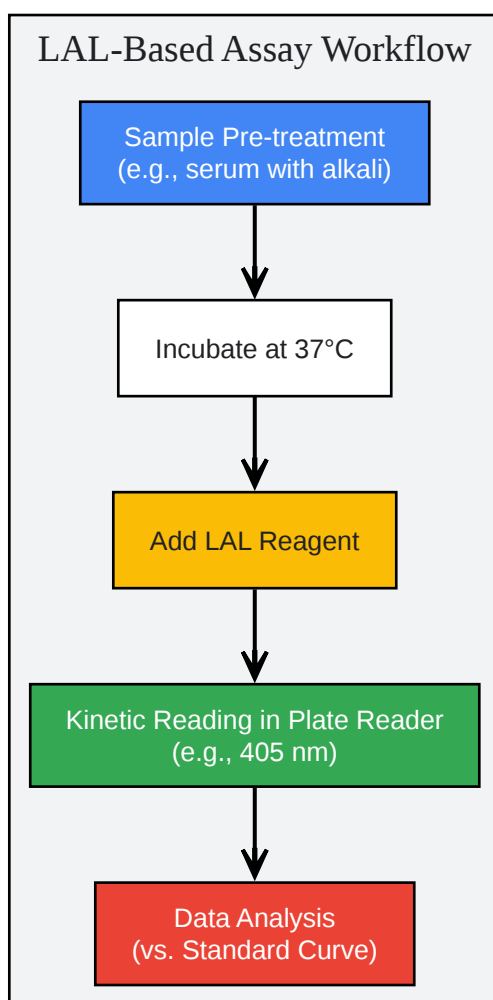 LAL-Based Assay Workflow
Sample Pre-treatment
(e.g., serum with alkali)
Incubate at 37°C
Add LAL Reagent
Kinetic Reading in Plate Reader
(e.g., 405 nm)
Data Analysis
(vs. Standard Curve)